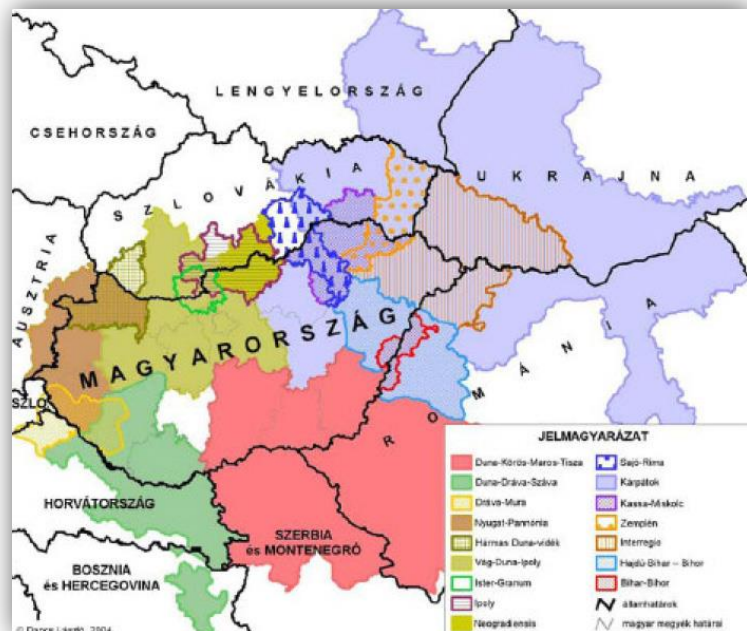 LENGYELORSZÁG
CSEHORSZÁG
UKRAJNA
SZLOVÁKIA
AUSZTRIA
MAGYARORSZÁG
ROMÁNIA
SZLO
HORVÁTORSZÁG
SZERBIA
és MONTENEGRÓ
BOSZNIA
és HERCEGOVINA
JELMAGYARÁZAT
Duna-Körös-Maros-Tisza
Duna-Dráva-Száva
Dráva-Mura
Nyugat-Pannónia
Hármas Duna-vidék
Vág-Duna-Ipoly
Ister-Granum
Ipoly
Neogradiensis
Sajó-Rima
Kárpátok
Kassa-Miskolc
Zemplén
Interregio
Hajdú-Bihar – Bihor
Bihar-Bihor
államhatárok
magyar megyék határai
László, 2004